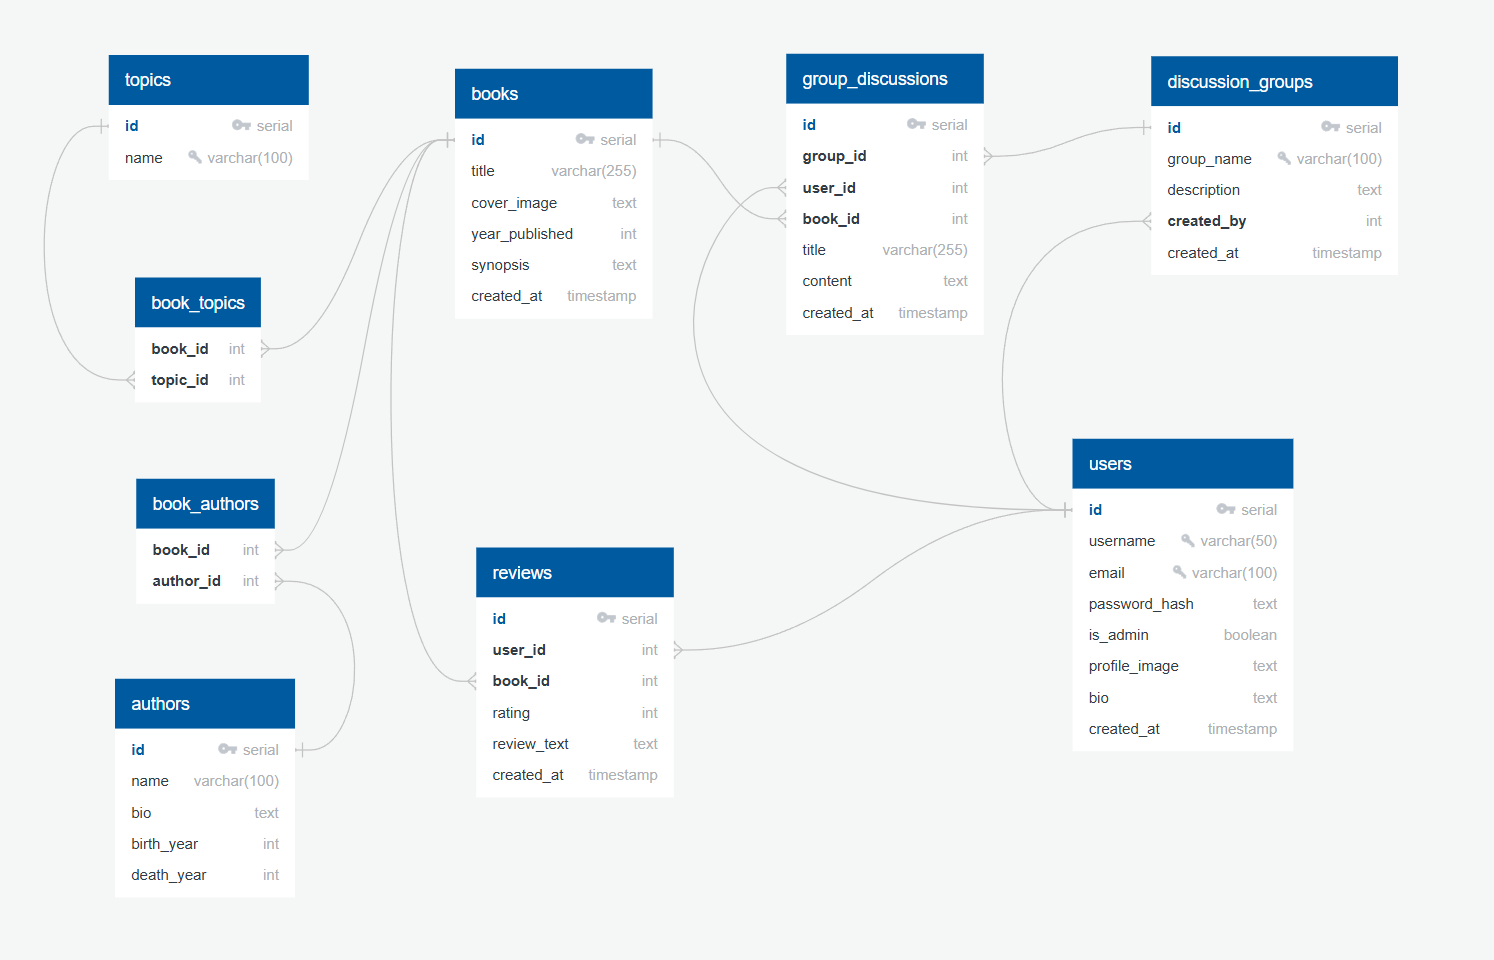 topics
id serial
name varchar(100)
book_topics
book_id int
topic_id int
book_authors
book_id int
author_id int
authors
id serial
name varchar(100)
bio text
birth_year int
death_year int
books
id serial
title varchar(255)
cover_image text
year_published int
synopsis text
created_at timestamp
reviews
id serial
user_id int
book_id int
rating int
review_text text
created_at timestamp
group_discussions
id serial
group_id int
user_id int
book_id int
title varchar(255)
content text
created_at timestamp
discussion_groups
id serial
group_name varchar(100)
description text
created_by int
created_at timestamp
users
id serial
username varchar(50)
email varchar(100)
password_hash text
is_admin boolean
profile_image text
bio text
created_at timestamp